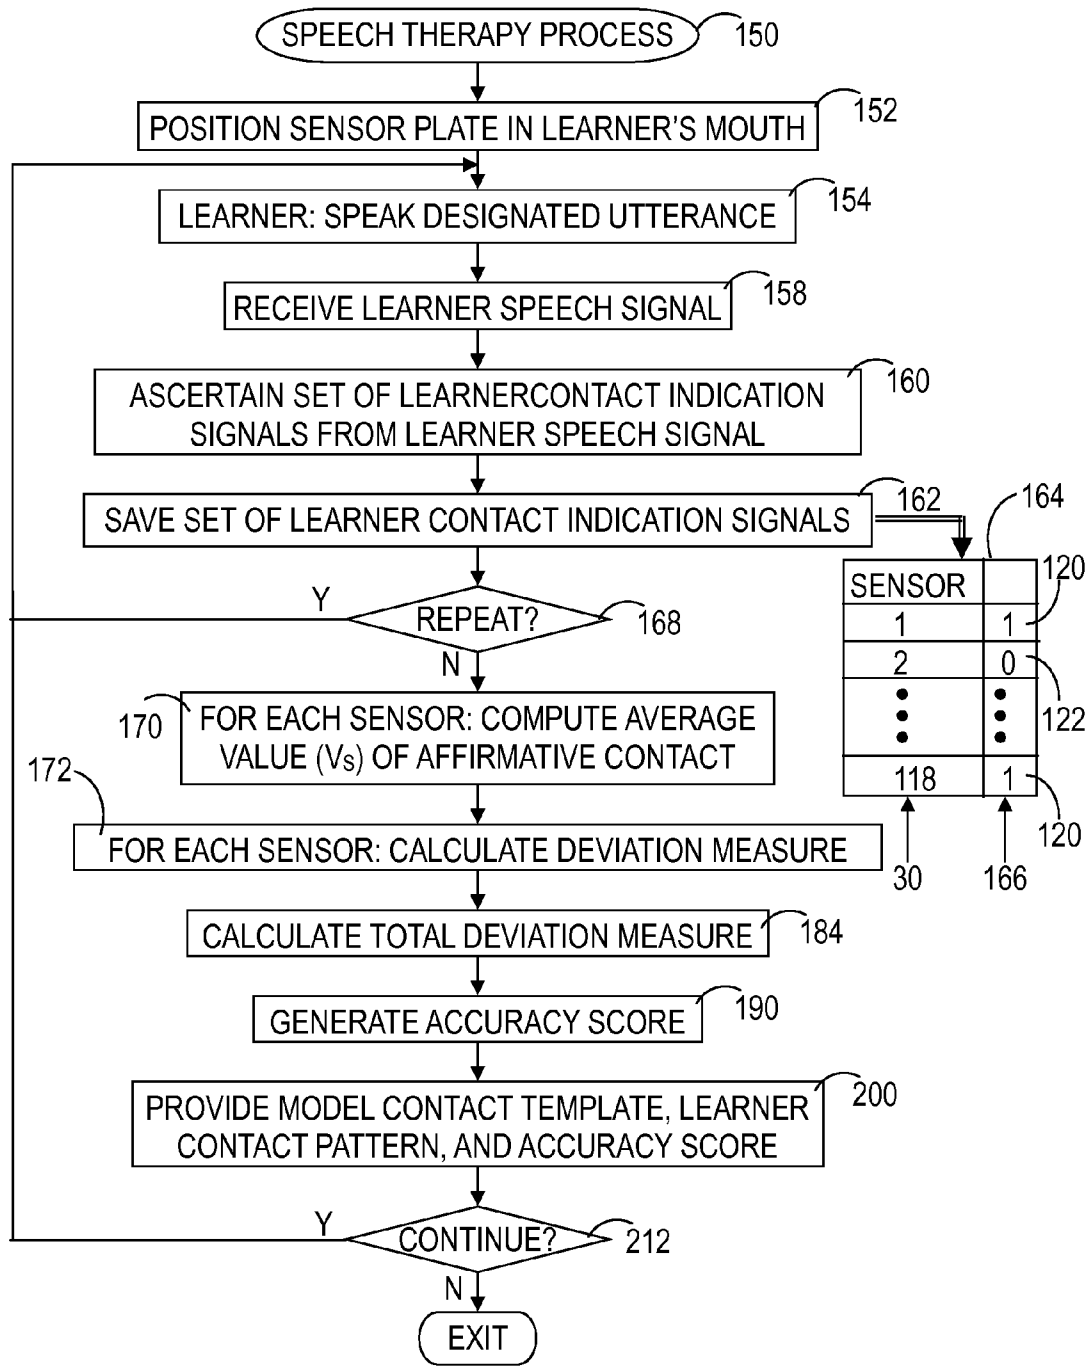 SPEECH THERAPY PROCESS
150
POSITION SENSOR PLATE IN LEARNER'S MOUTH
152
LEARNER: SPEAK DESIGNATED UTTERANCE
154
RECEIVE LEARNER SPEECH SIGNAL
158
ASCERTAIN SET OF LEARNERCONTACT INDICATION
SIGNALS FROM LEARNER SPEECH SIGNAL
160
SAVE SET OF LEARNER CONTACT INDICATION SIGNALS
162
164
SENSOR
120
1 1
2 0
122
118 1
120
30 166
Y
REPEAT?
168
N
170
FOR EACH SENSOR: COMPUTE AVERAGE
VALUE (Vs) OF AFFIRMATIVE CONTACT
172
FOR EACH SENSOR: CALCULATE DEVIATION MEASURE
CALCULATE TOTAL DEVIATION MEASURE
184
GENERATE ACCURACY SCORE
190
PROVIDE MODEL CONTACT TEMPLATE, LEARNER
CONTACT PATTERN, AND ACCURACY SCORE
200
Y
CONTINUE?
212
N
EXIT